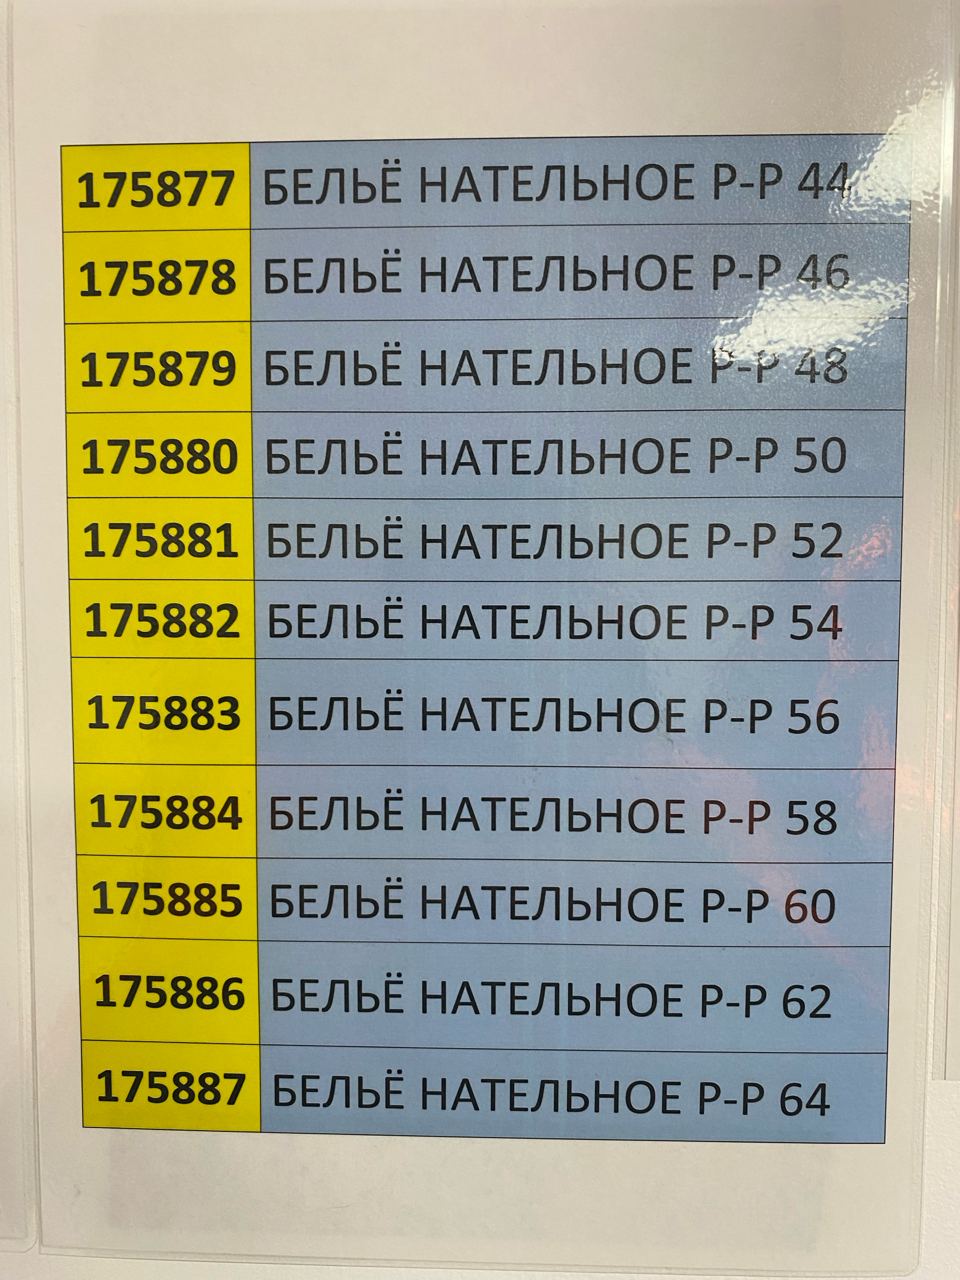 175877 БЕЛЬЁ НАТЕЛЬНОЕ Р-Р 44
175878 БЕЛЬЁ НАТЕЛЬНОЕ Р-Р 46
175879 БЕЛЬЁ НАТЕЛЬНОЕ Р-Р 48
175880 БЕЛЬЁ НАТЕЛЬНОЕ Р-Р 50
175881 БЕЛЬЁ НАТЕЛЬНОЕ Р-Р 52
175882 БЕЛЬЁ НАТЕЛЬНОЕ Р-Р 54
175883 БЕЛЬЁ НАТЕЛЬНОЕ Р-Р 56
175884 БЕЛЬЁ НАТЕЛЬНОЕ Р-Р 58
175885 БЕЛЬЁ НАТЕЛЬНОЕ Р-Р 60
175886 БЕЛЬЁ НАТЕЛЬНОЕ Р-Р 62
175887 БЕЛЬЁ НАТЕЛЬНОЕ Р-Р 64